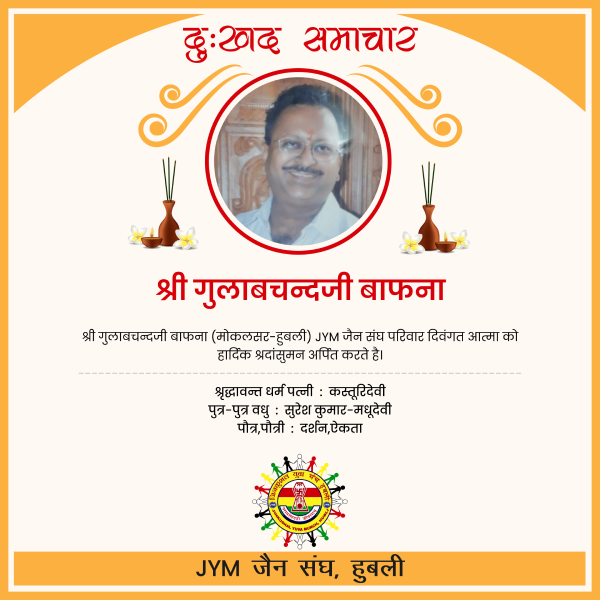 दुःखद समाचार
श्री गुलाबचन्दजी बाफना
श्री गुलाबचन्दजी बाफना (मोकलसर-हुबली) JYM जैन संघ परिवार दिवंगत आत्मा को
हार्दिक श्रदांसुमन अर्पित करते है।
श्रृद्धावन्त धर्म पत्नी : कस्तूरिदेवी
पुत्र-पुत्र वधु : सुरेश कुमार-मधूदेवी
पौत्र,पौत्री : दर्शन,ऐकता
JYM जैन संघ, हुबली